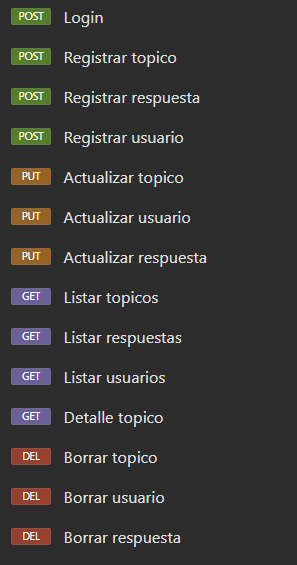 POST Login
POST Registrar topico
POST Registrar respuesta
POST Registrar usuario
PUT Actualizar topico
PUT Actualizar usuario
PUT Actualizar respuesta
GET Listar topicos
GET Listar respuestas
GET Listar usuarios
GET Detalle topico
DEL Borrar topico
DEL Borrar usuario
DEL Borrar respuesta